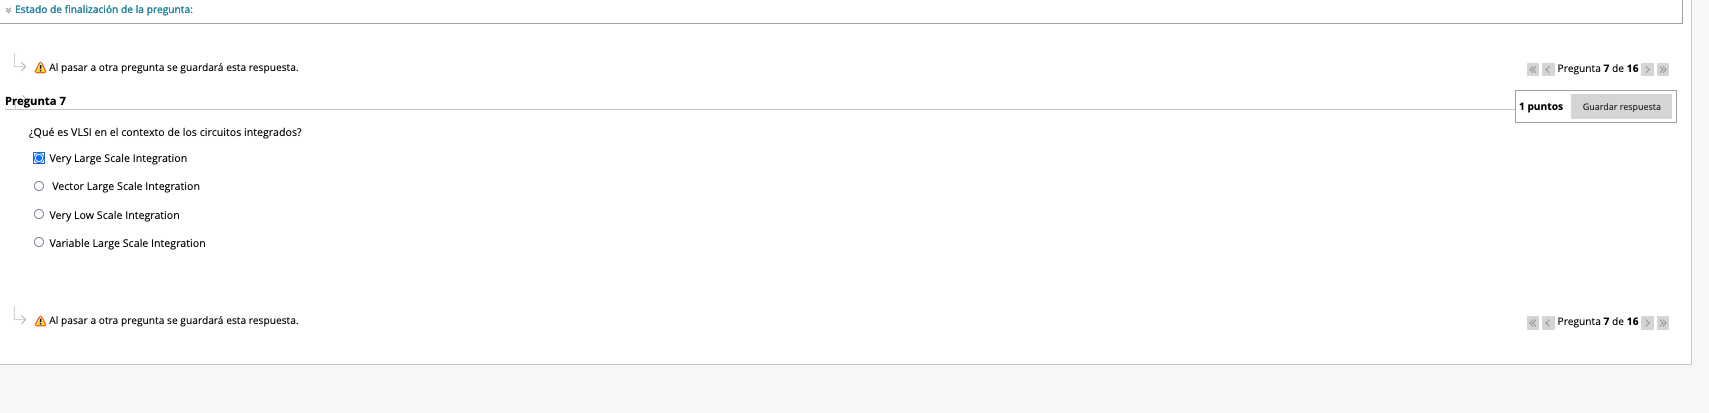 Estado de finalización de la pregunta:
Al pasar a otra pregunta se guardará esta respuesta.
Pregunta 7 de 16
Pregunta 7
1 puntos
Guardar respuesta
¿Qué es VLSI en el contexto de los circuitos integrados?
Very Large Scale Integration
Vector Large Scale Integration
Very Low Scale Integration
Variable Large Scale Integration
Al pasar a otra pregunta se guardará esta respuesta.
Pregunta 7 de 16